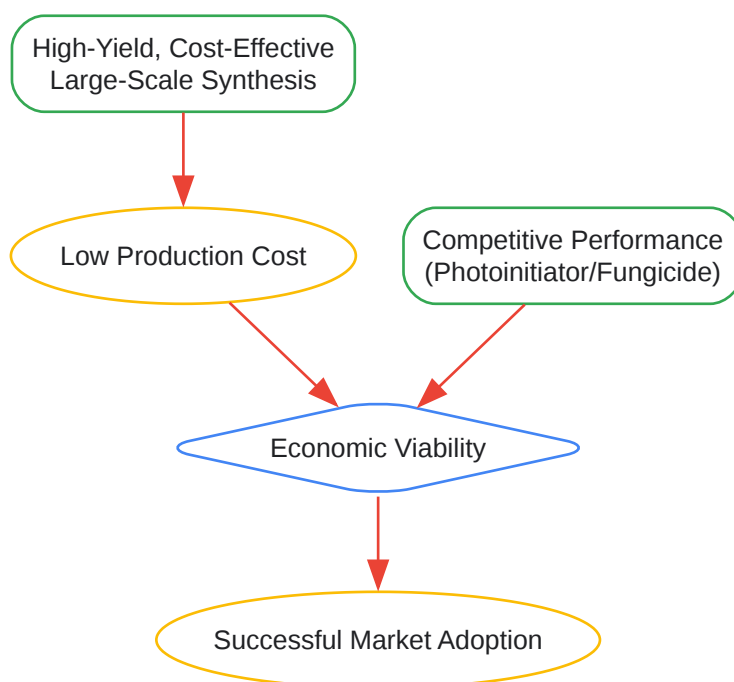 High-Yield, Cost-Effective
Large-Scale Synthesis
Low Production Cost
Competitive Performance
(Photoinitiator/Fungicide)
Economic Viability
Successful Market Adoption